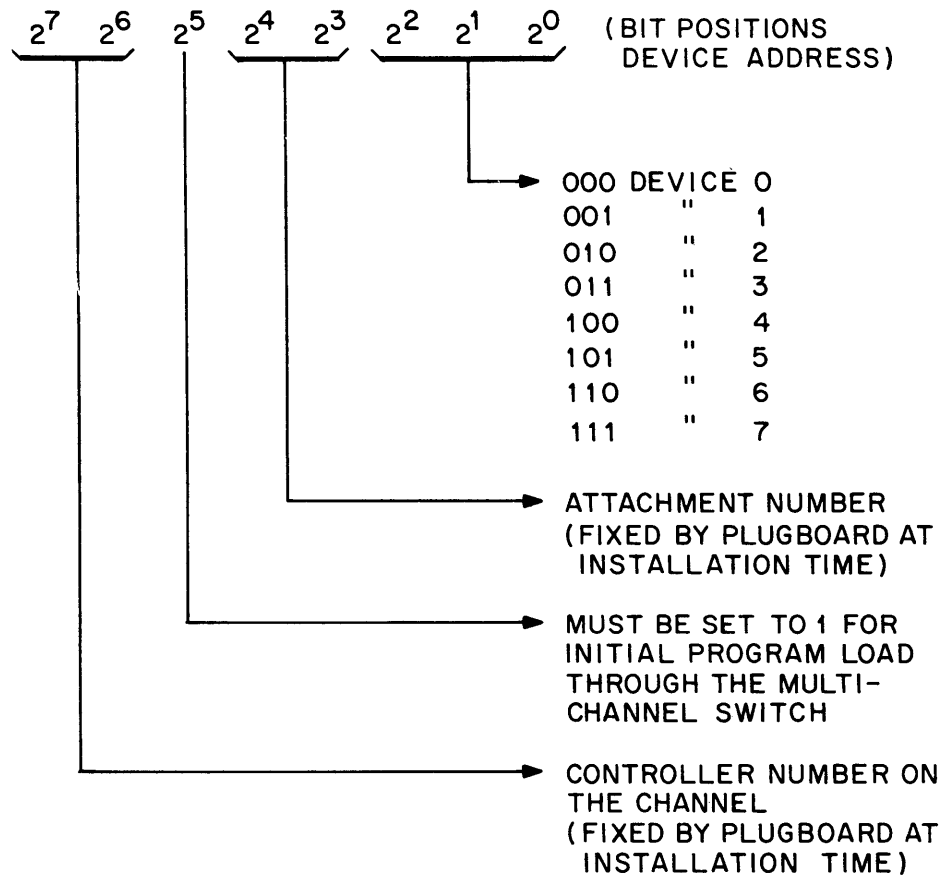 2⁷ 2⁶ 2⁵ 2⁴ 2³ 2² 2¹ 2⁰ (BIT POSITIONS
DEVICE ADDRESS)
000 DEVICE 0
001 " 1
010 " 2
011 " 3
100 " 4
101 " 5
110 " 6
111 " 7
ATTACHMENT NUMBER
(FIXED BY PLUGBOARD AT
INSTALLATION TIME)
MUST BE SET TO 1 FOR
INITIAL PROGRAM LOAD
THROUGH THE MULTI-
CHANNEL SWITCH
CONTROLLER NUMBER ON
THE CHANNEL
(FIXED BY PLUGBOARD AT
INSTALLATION TIME)